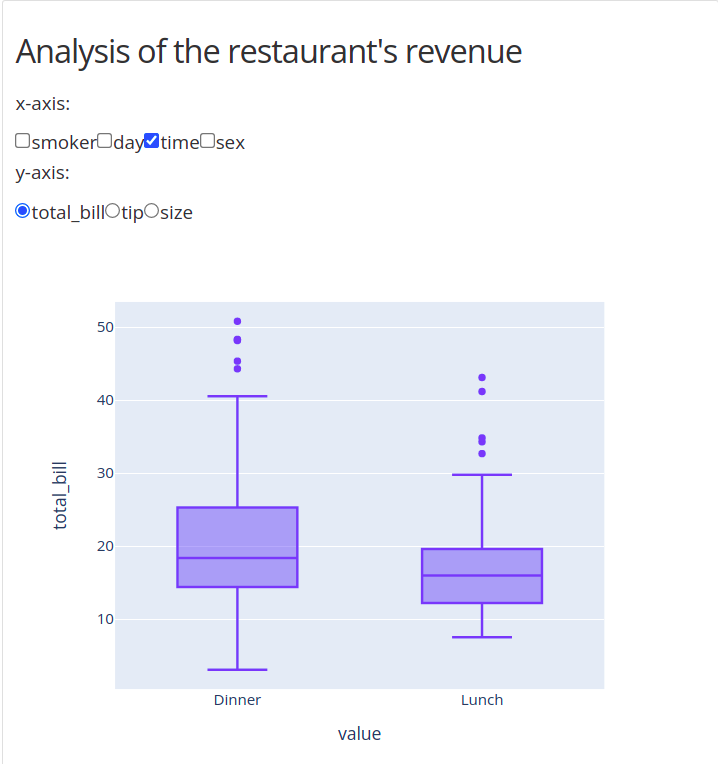 Analysis of the restaurant's revenue
x-axis:
smoker day time sex
y-axis:
total_bill tip size
50
40
30
20
10
total_bill
Dinner Lunch
value